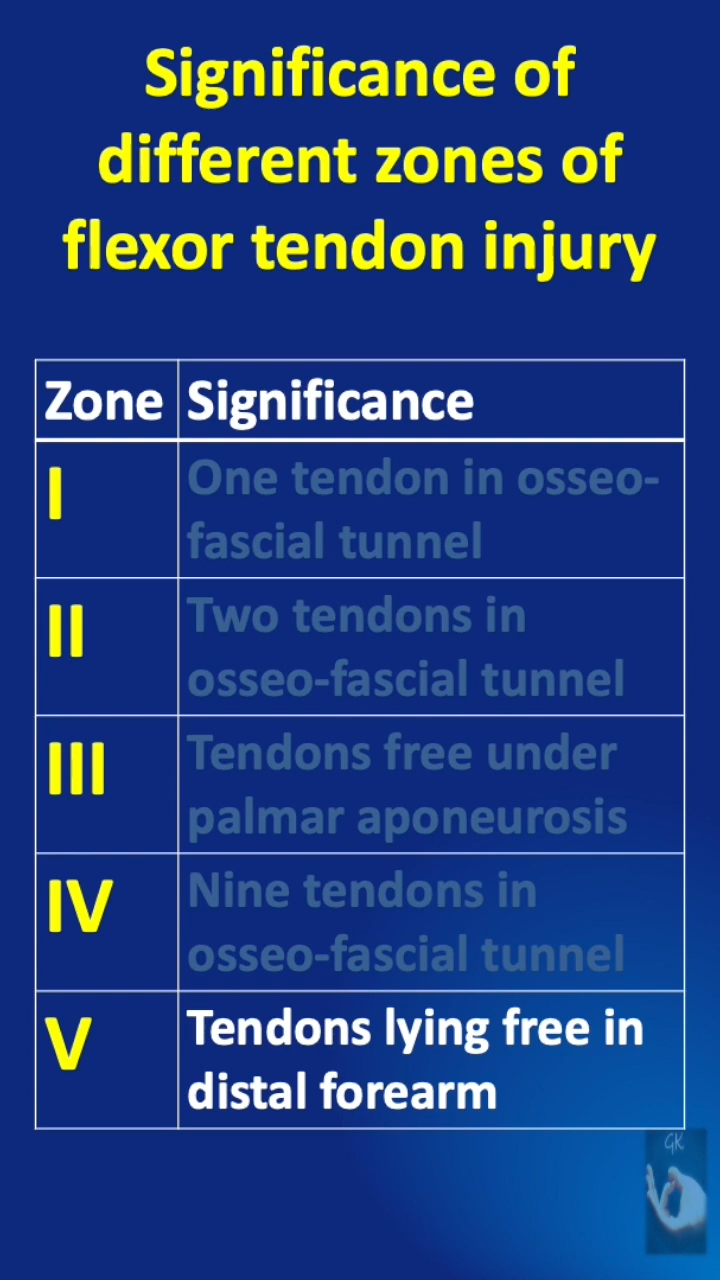 Significance of
different zones of
flexor tendon injury
Zone Significance
I One tendon in osseo-
fascial tunnel
II Two tendons in
osseo-fascial tunnel
III Tendons free under
palmar aponeurosis
IV Nine tendons in
osseo-fascial tunnel
V Tendons lying free in
distal forearm
GK